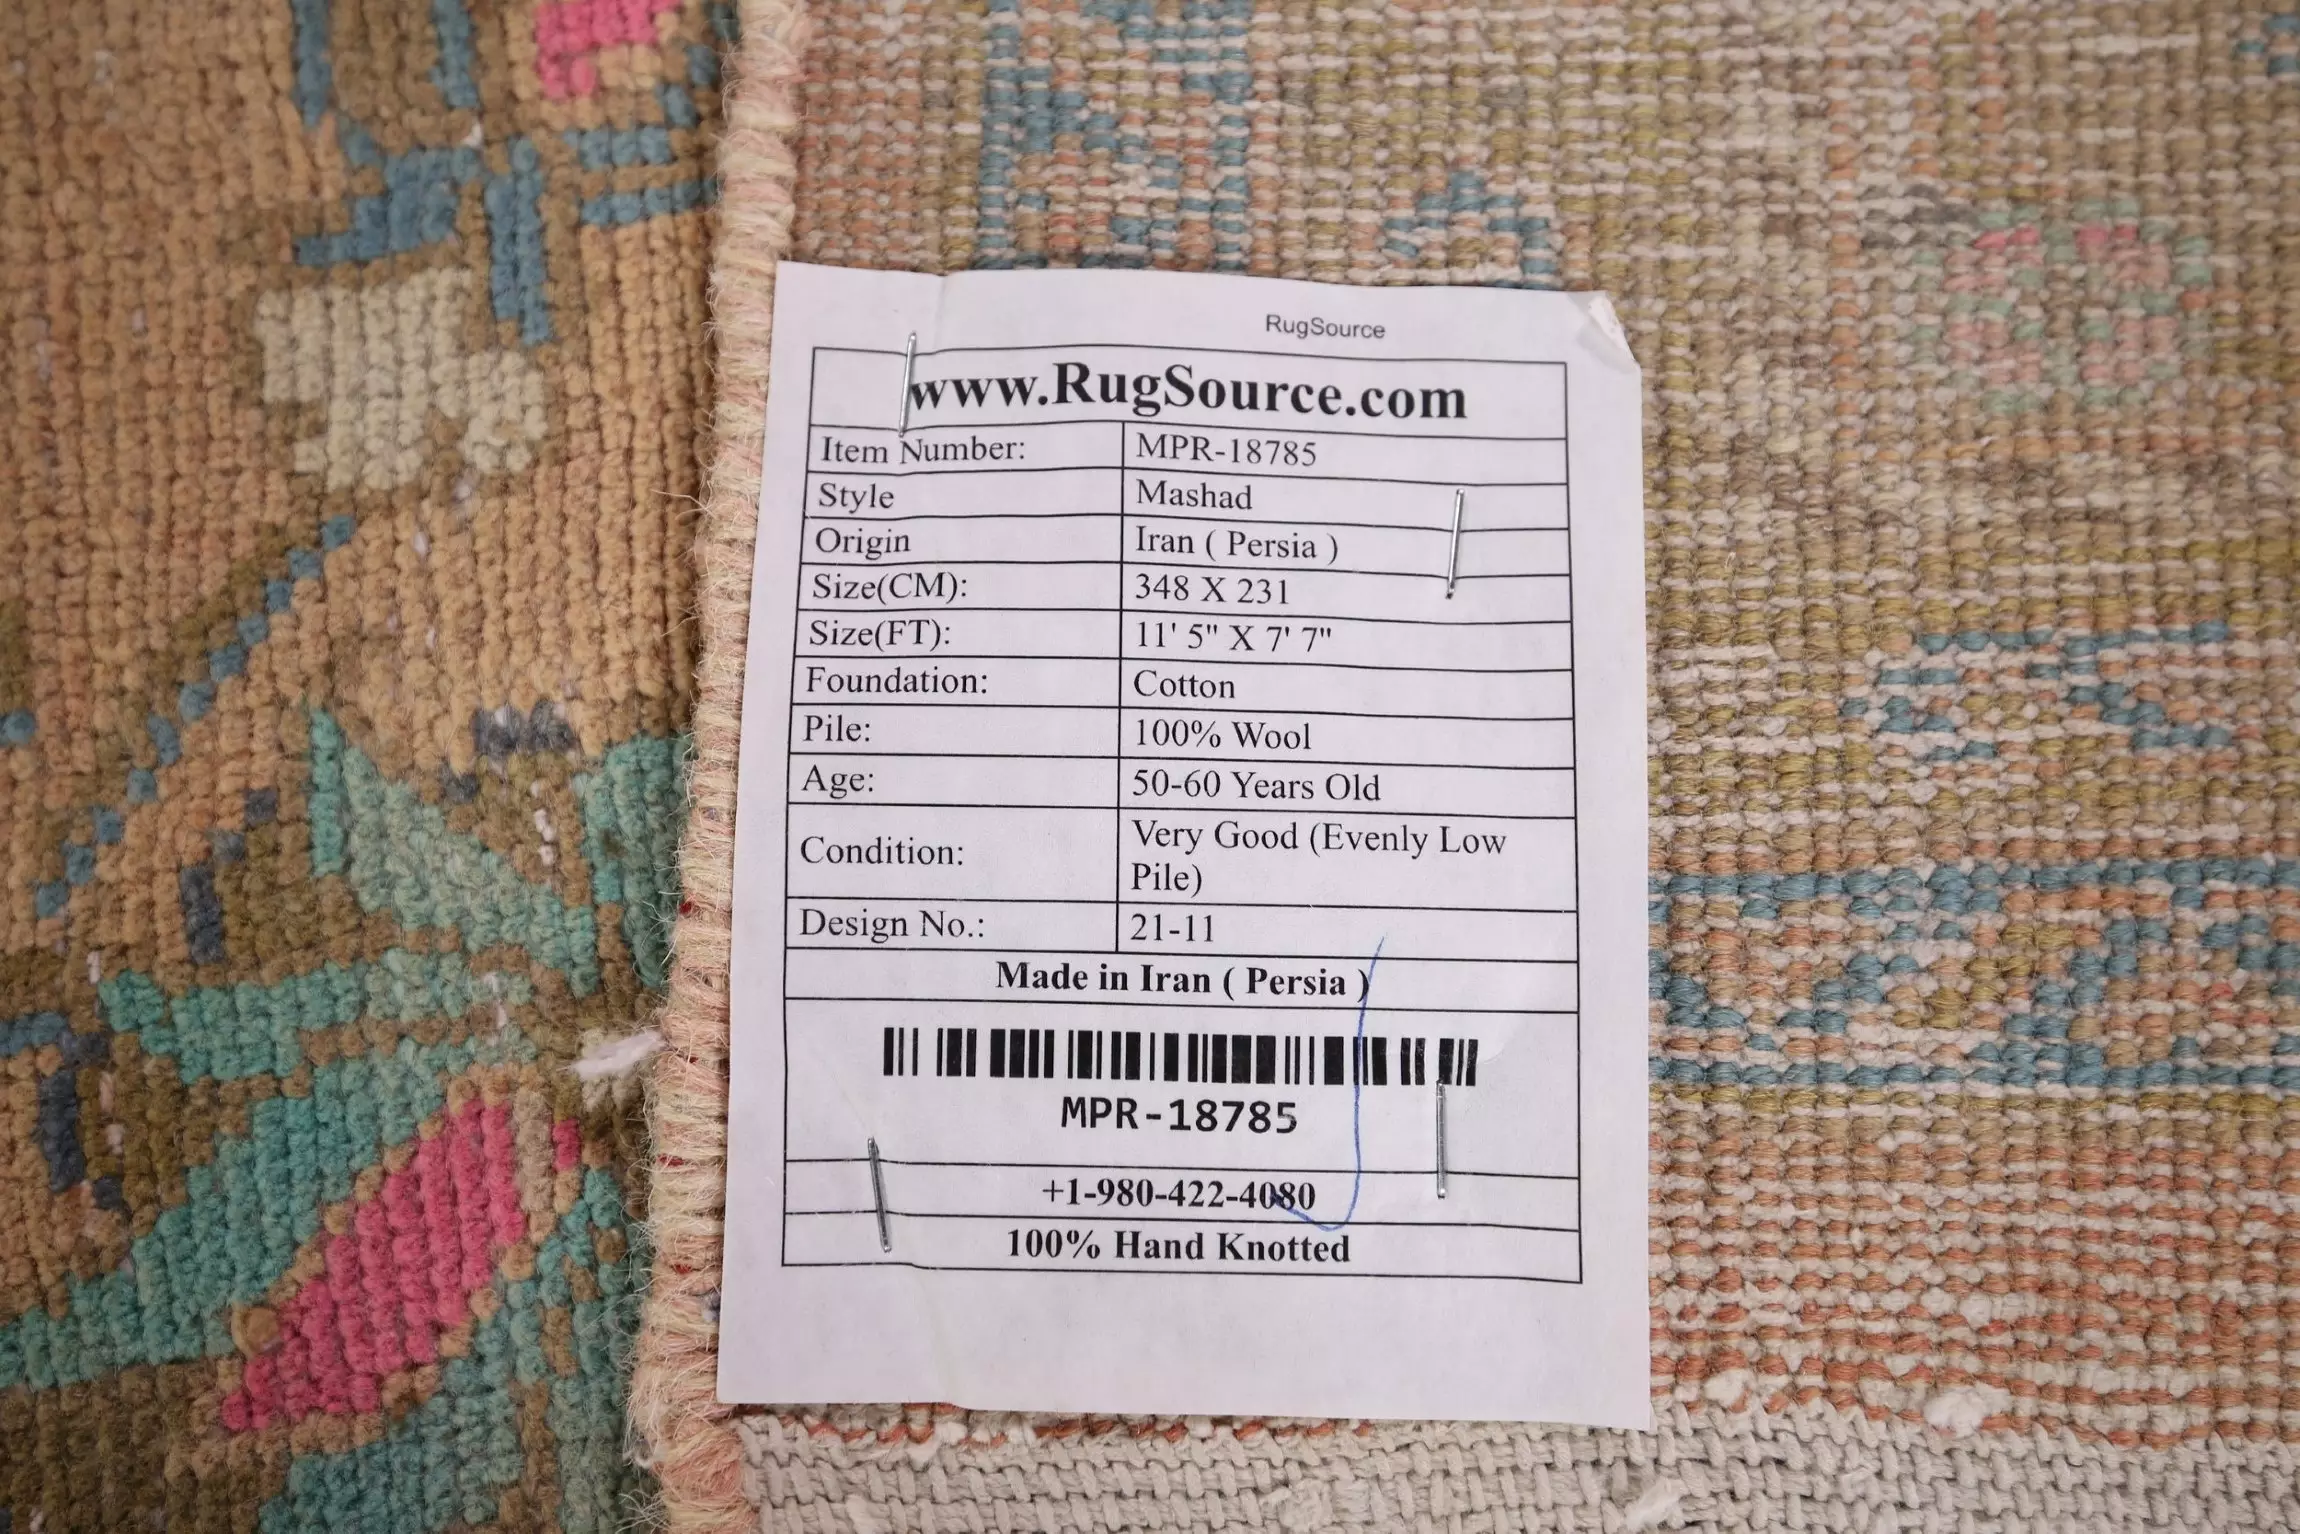 RugSource
www.RugSource.com
Item Number: MPR-18785
Style Mashad
Origin Iran ( Persia )
Size(CM): 348 X 231
Size(FT): 11' 5" X 7' 7"
Foundation: Cotton
Pile: 100% Wool
Age: 50-60 Years Old
Condition: Very Good (Evenly Low
Pile)
Design No.: 21-11
Made in Iran ( Persia )
MPR-18785
+1-980-422-4080
100% Hand Knotted